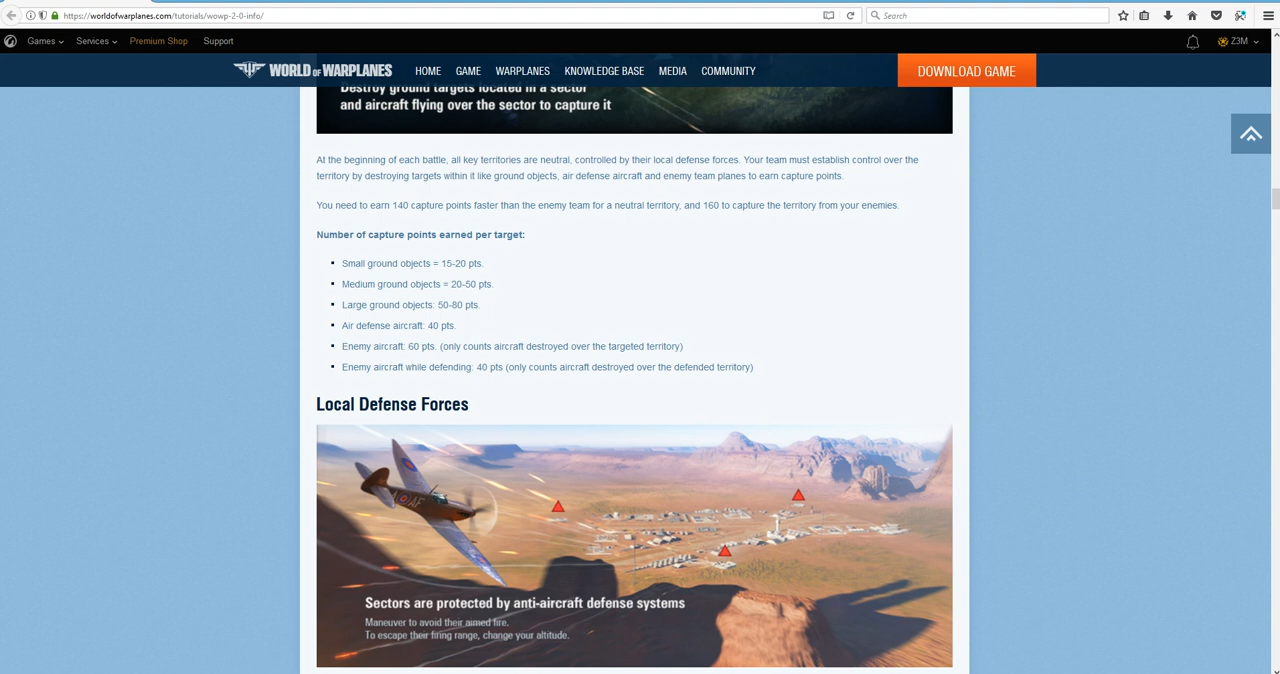 https://worldofwarplanes.com/tutorials/wowp-2-0-info/
Search
Games
Services
Premium Shop
Support
Z3M
WORLD OF WARPLANES
HOME
GAME
WARPLANES
KNOWLEDGE BASE
MEDIA
COMMUNITY
DOWNLOAD GAME
Destroy ground targets located in a sector
and aircraft flying over the sector to capture it
At the beginning of each battle, all key territories are neutral, controlled by their local defense forces. Your team must establish control over the
territory by destroying targets within it like ground objects, air defense aircraft and enemy team planes to earn capture points.
You need to earn 140 capture points faster than the enemy team for a neutral territory, and 160 to capture the territory from your enemies.
Number of capture points earned per target:
Small ground objects = 15-20 pts.
Medium ground objects = 20-50 pts.
Large ground objects: 50-80 pts.
Air defense aircraft: 40 pts.
Enemy aircraft: 60 pts. (only counts aircraft destroyed over the targeted territory)
Enemy aircraft while defending: 40 pts (only counts aircraft destroyed over the defended territory)
Local Defense Forces
AF
Sectors are protected by anti-aircraft defense systems
Maneuver to avoid their aimed fire.
To escape their firing range, change your altitude.